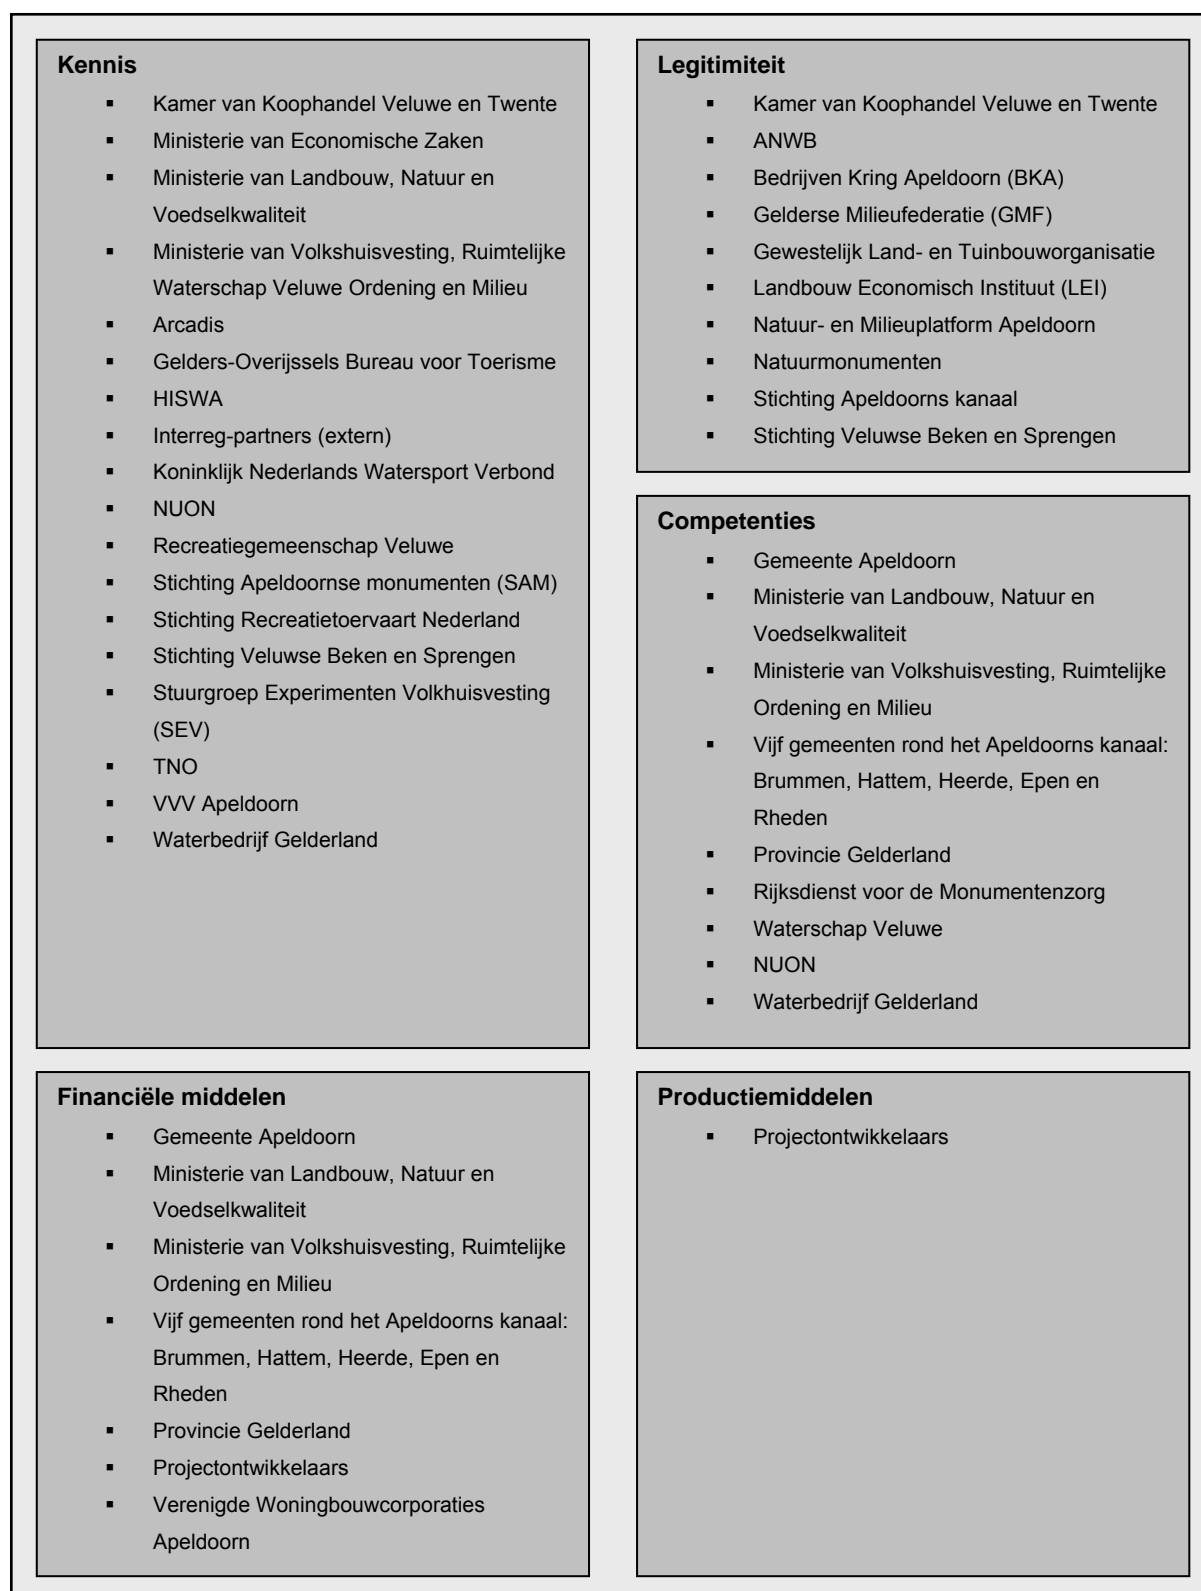 Kennis
▪ Kamer van Koophandel Veluwe en Twente
▪ Ministerie van Economische Zaken
▪ Ministerie van Landbouw, Natuur en
Voedselkwaliteit
▪ Ministerie van Volkshuisvesting, Ruimtelijke
Waterschap Veluwe Ordening en Milieu
▪ Arcadis
▪ Gelders-Overijssels Bureau voor Toerisme
▪ HISWA
▪ Interreg-partners (extern)
▪ Koninklijk Nederlands Watersport Verbond
▪ NUON
▪ Recreatiegemeenschap Veluwe
▪ Stichting Apeldoornse monumenten (SAM)
▪ Stichting Recreatietoervaart Nederland
▪ Stichting Veluwse Beken en Sprengen
▪ Stuurgroep Experimenten Volkhuisvesting
(SEV)
▪ TNO
▪ VVV Apeldoorn
▪ Waterbedrijf Gelderland
Legitimiteit
▪ Kamer van Koophandel Veluwe en Twente
▪ ANWB
▪ Bedrijven Kring Apeldoorn (BKA)
▪ Gelderse Milieufederatie (GMF)
▪ Gewestelijk Land- en Tuinbouworganisatie
▪ Landbouw Economisch Instituut (LEI)
▪ Natuur- en Milieuplatform Apeldoorn
▪ Natuurmonumenten
▪ Stichting Apeldoorns kanaal
▪ Stichting Veluwse Beken en Sprengen
Competenties
▪ Gemeente Apeldoorn
▪ Ministerie van Landbouw, Natuur en
Voedselkwaliteit
▪ Ministerie van Volkshuisvesting, Ruimtelijke
Ordening en Milieu
▪ Vijf gemeenten rond het Apeldoorns kanaal:
Brummen, Hattem, Heerde, Epen en
Rheden
▪ Provincie Gelderland
▪ Rijksdienst voor de Monumentenzorg
▪ Waterschap Veluwe
▪ NUON
▪ Waterbedrijf Gelderland
Financiële middelen
▪ Gemeente Apeldoorn
▪ Ministerie van Landbouw, Natuur en
Voedselkwaliteit
▪ Ministerie van Volkshuisvesting, Ruimtelijke
Ordening en Milieu
▪ Vijf gemeenten rond het Apeldoorns kanaal:
Brummen, Hattem, Heerde, Epen en
Rheden
▪ Provincie Gelderland
▪ Projectontwikkelaars
▪ Verenigde Woningbouwcorporaties
Apeldoorn
Productiemiddelen
▪ Projectontwikkelaars